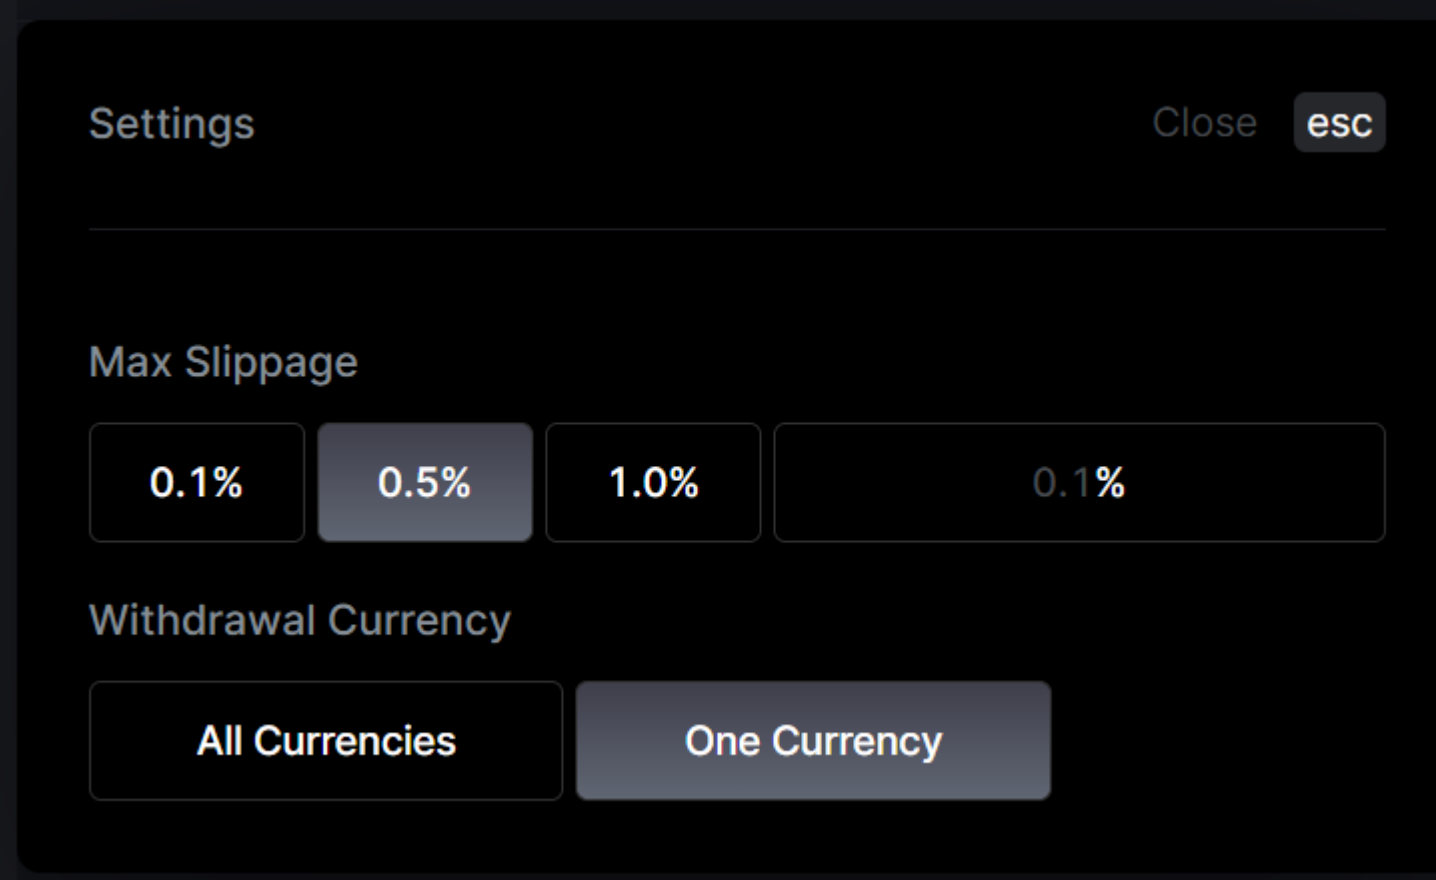 Settings Close esc
Max Slippage
0.1% 0.5% 1.0% 0.1%
Withdrawal Currency
All Currencies One Currency